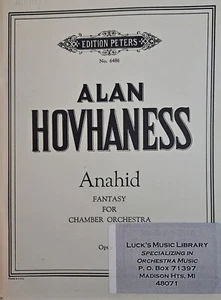 EDITION PETERS
No. 6486
ALAN
HOVHANESS
Anahid
FANTASY
FOR
CHAMBER ORCHESTRA
Opu
LUCK'S MUSIC LIBRARY
SPECIALIZING IN
ORCHESTRA MUSIC
P. O. BOX 71397
MADISON HTS, MI
48071